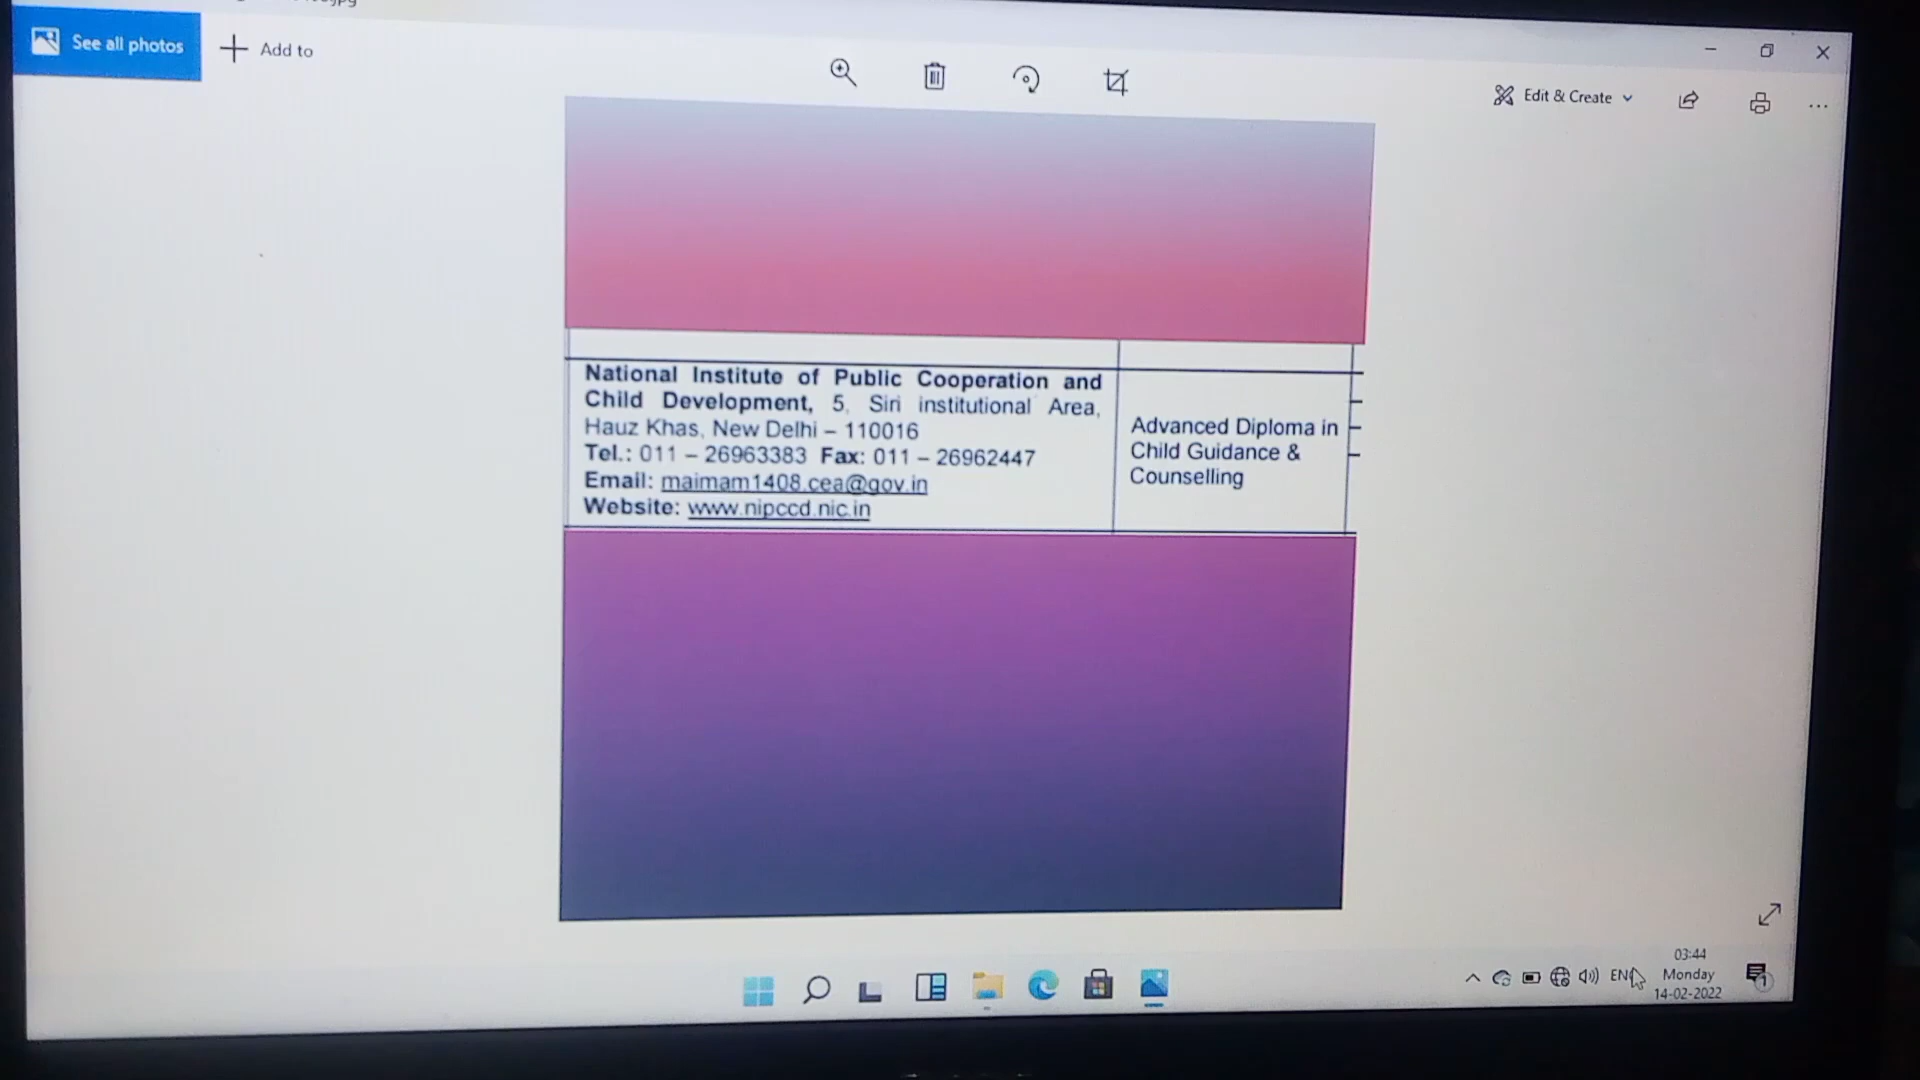 See all photos
Add to
Edit & Create
National Institute of Public Cooperation and
Child Development, 5, Siri institutional Area,
Hauz Khas, New Delhi – 110016
Tel.: 011 – 26963383 Fax: 011 – 26962447
Email: maimam1408.cea@gov.in
Website: www.nipccd.nic.in
Advanced Diploma in
Child Guidance &
Counselling
03:44
ENG
Monday
14-02-2022
1